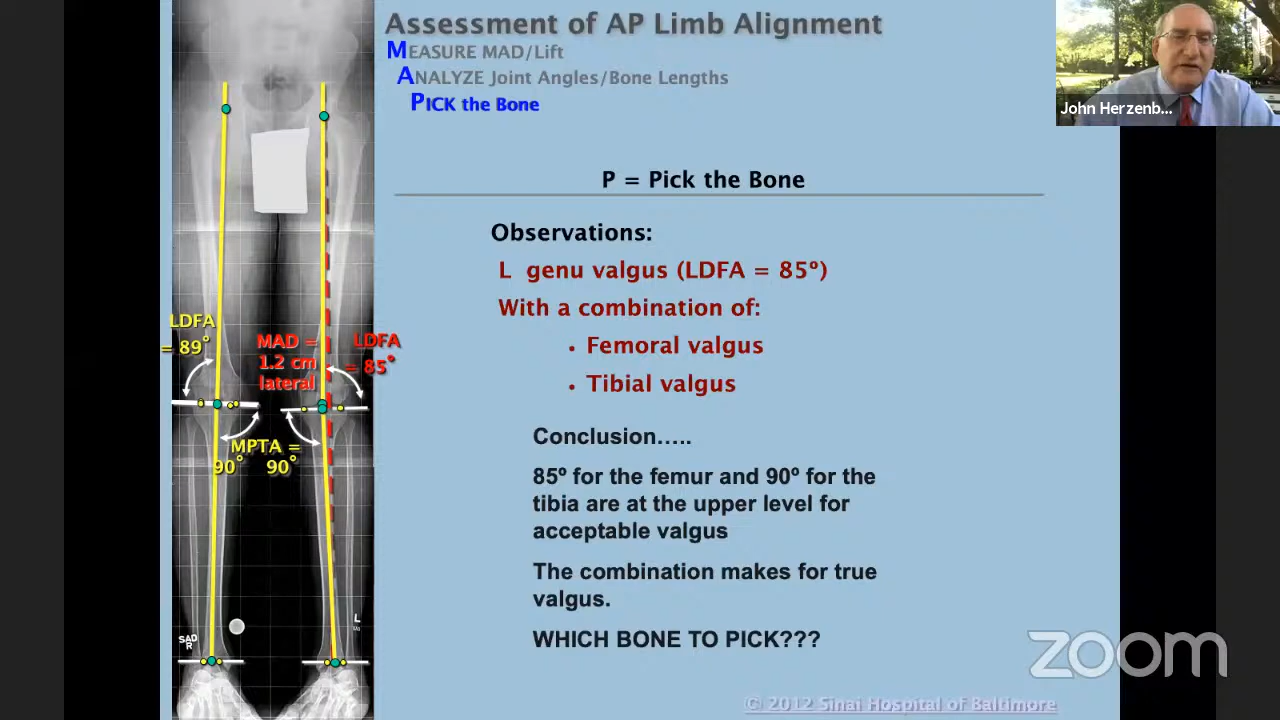 Assessment of AP Limb Alignment
MEASURE MAD/Lift
ANALYZE Joint Angles/Bone Lengths
PICK the Bone
John Herzenb...
P = Pick the Bone
Observations:
L genu valgus (LDFA = 85º)
With a combination of:
• Femoral valgus
• Tibial valgus
Conclusion.....
85º for the femur and 90º for the
tibia are at the upper level for
acceptable valgus
The combination makes for true
valgus.
WHICH BONE TO PICK???
LDFA
= 89°
MAD =
1.2 cm
lateral
LDFA
= 85°
MPTA =
90° 90°
SAD
R
L
zoom
© 2012 Sinai Hospital of Baltimore